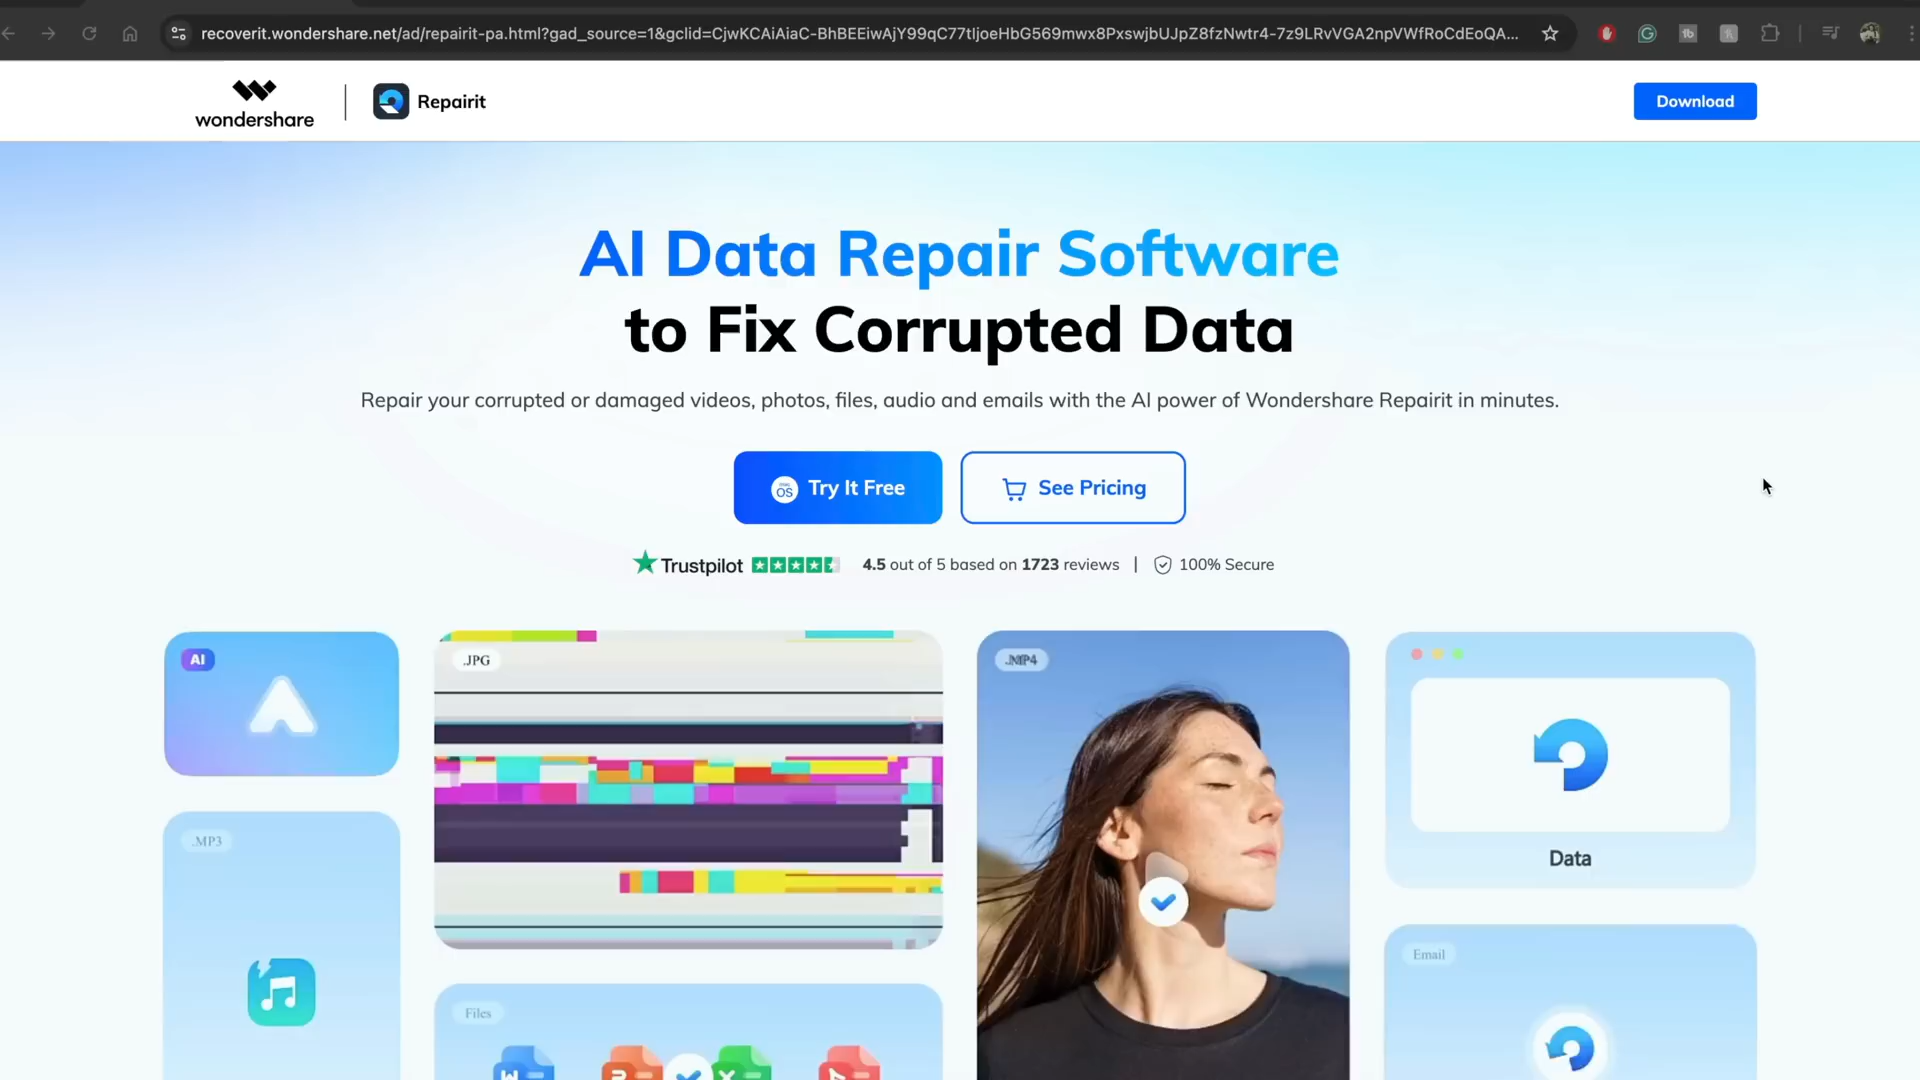 recoverit.wondershare.net/ad/repairit-pa.html?gad_source=1&gclid=CjwKCAiAiaC-BhBEEiwAjY99qC77tIjoeHbG569mwx8PxswjbUJpZ8fzNwtr4-7z9LRvVGA2npVWfRoCdEoQA...
wondershare
Repairit
Download
AI Data Repair Software
to Fix Corrupted Data
Repair your corrupted or damaged videos, photos, files, audio and emails with the AI power of Wondershare Repairit in minutes.
Try It Free
See Pricing
Trustpilot
4.5 out of 5 based on 1723 reviews | 100% Secure
AI
.JPG
.MP4
Data
.MP3
Email
Files